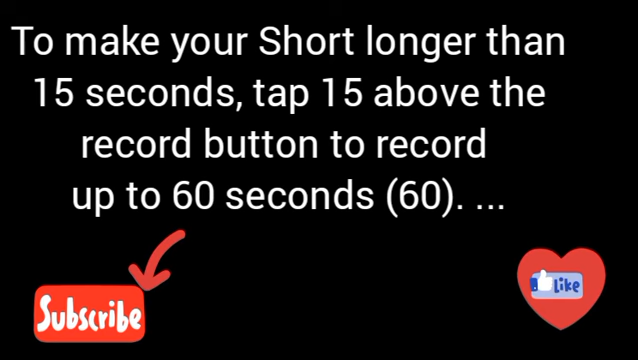 To make your Short longer than
15 seconds, tap 15 above the
record button to record
up to 60 seconds (60). ...
Subscribe
Like